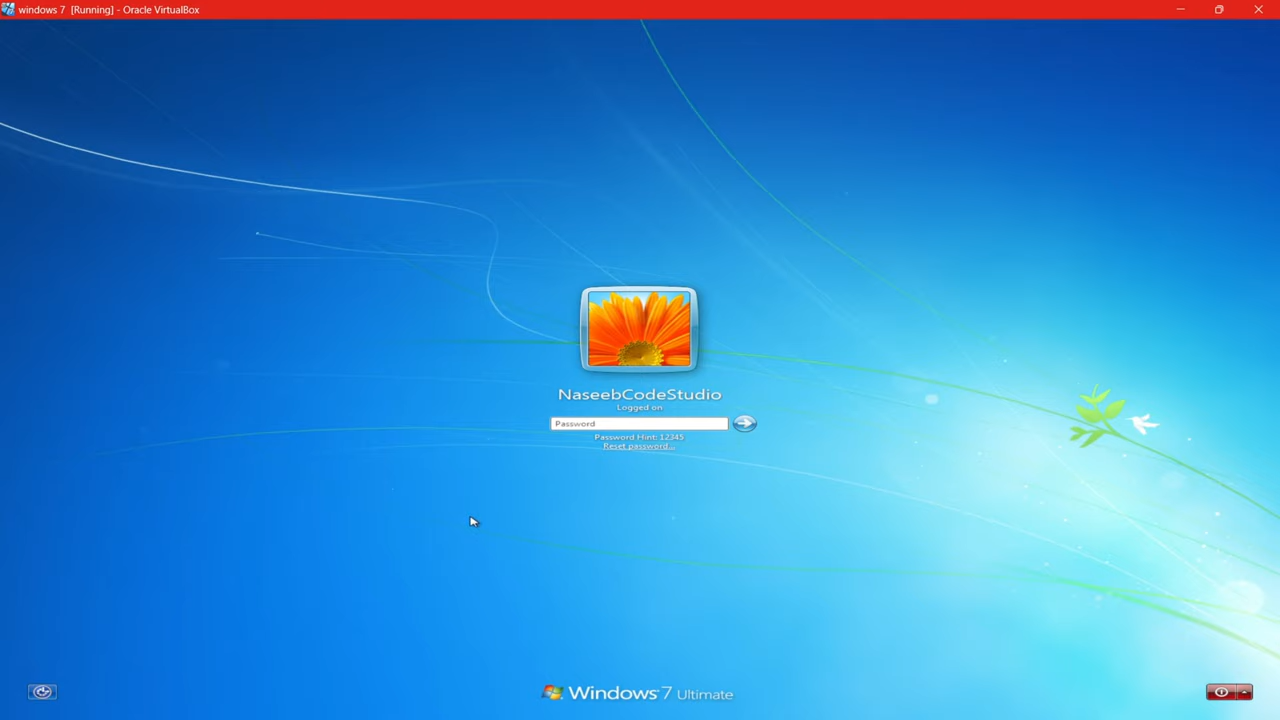 windows 7 [Running] - Oracle VirtualBox
NaseebCodeStudio
Logged on
Password
Password Hint: 12345
Reset password...
Windows 7 Ultimate